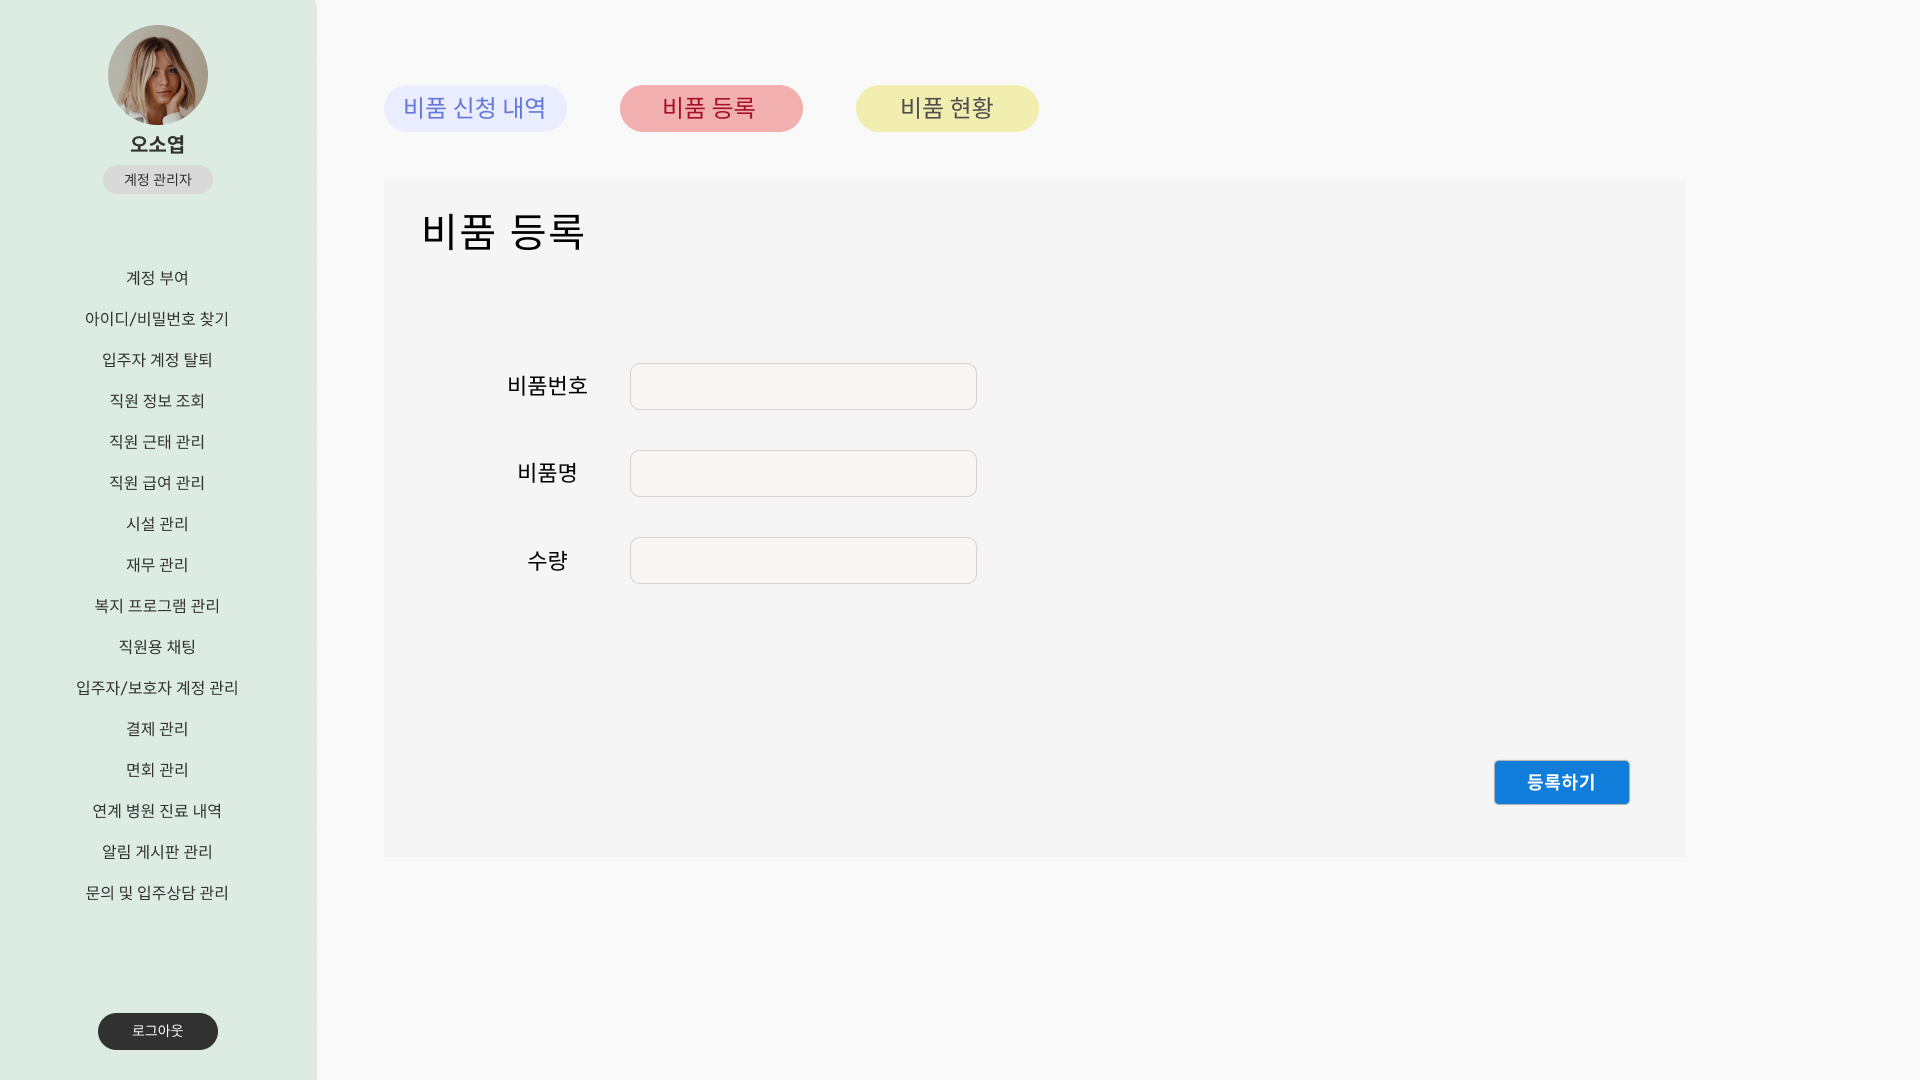 오소엽
계정 관리자
계정 부여
아이디/비밀번호 찾기
입주자 계정 탈퇴
직원 정보 조회
직원 근태 관리
직원 급여 관리
시설 관리
재무 관리
복지 프로그램 관리
직원용 채팅
입주자/보호자 계정 관리
결제 관리
면회 관리
연계 병원 진료 내역
알림 게시판 관리
문의 및 입주상담 관리
로그아웃
비품 신청 내역
비품 등록
비품 현황
비품 등록
비품번호
비품명
수량
등록하기